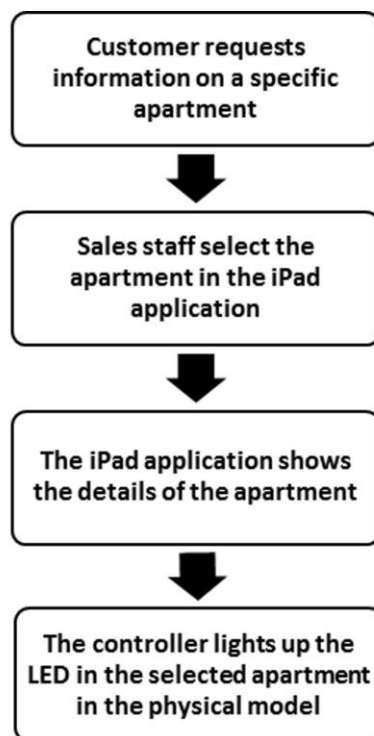 Customer requests
information on a specific
apartment
Sales staff select the
apartment in the iPad
application
The iPad application shows
the details of the apartment
The controller lights up the
LED in the selected apartment
in the physical model